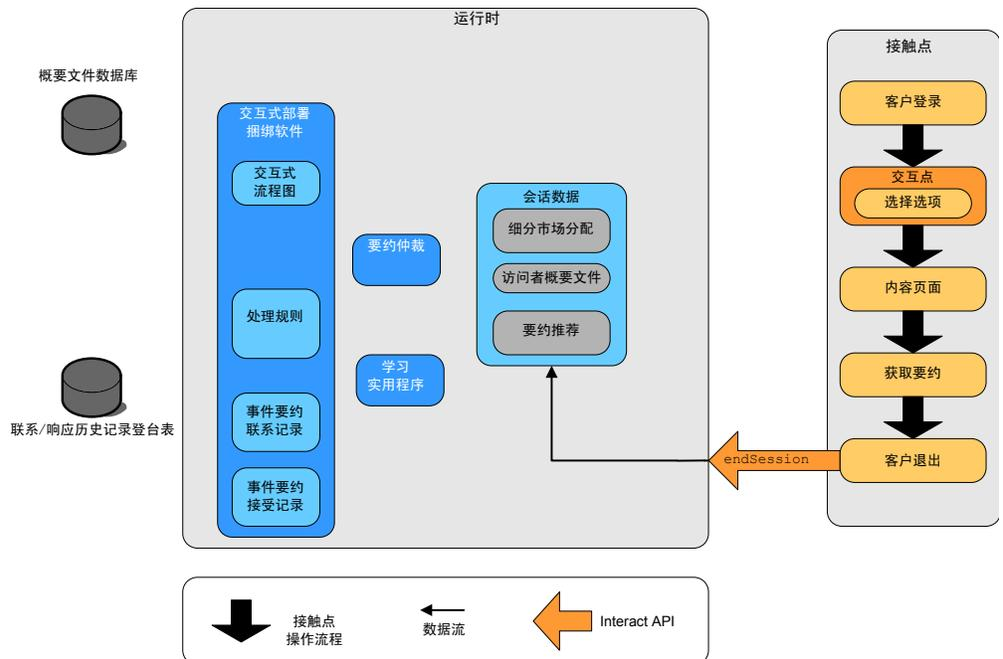 运行时
接触点
概要文件数据库
交互式部署
捆绑软件
交互式
流程图
处理规则
事件要约
联系记录
事件要约
接受记录
要约仲裁
学习
实用程序
会话数据
细分市场分配
访问者概要文件
要约推荐
客户登录
交互点
选择选项
内容页面
获取要约
客户退出
endSession
联系/响应历史记录登台表
接触点
操作流程
数据流
Interact API